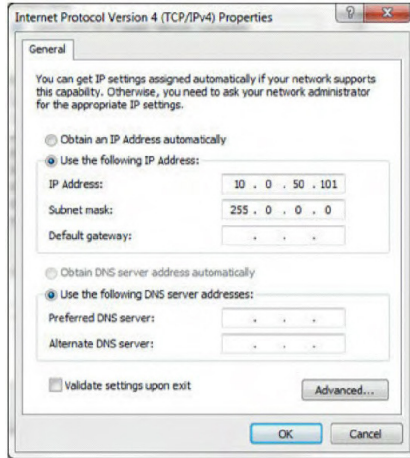 Internet Protocol Version 4 (TCP/IPv4) Properties
?
General
You can get IP settings assigned automatically if your network supports
this capability. Otherwise, you need to ask your network administrator
for the appropriate IP settings.
Obtain an IP Address automatically
Use the following IP Address:
IP Address: 10 . 0 . 50 . 101
Subnet mask: 255 . 0 . 0 . 0
Default gateway: . . .
Obtain DNS server address automatically
Use the following DNS server addresses:
Preferred DNS server: . . .
Alternate DNS server: . . .
Validate settings upon exit
Advanced...
OK Cancel